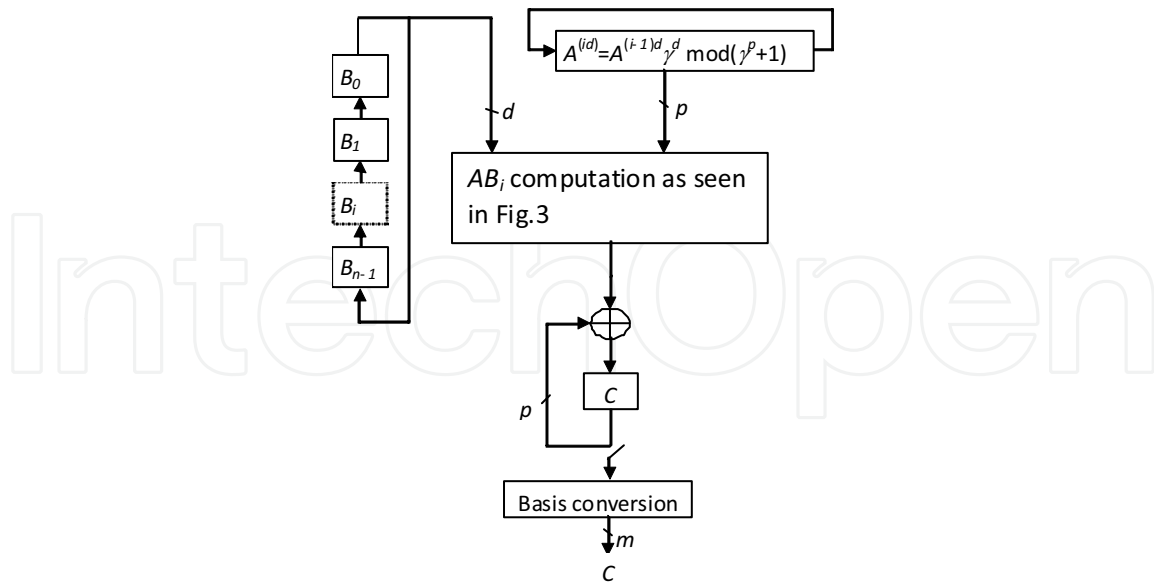 A^(id)=A^(i-1)d γ^d mod(γ^p+1)
B_0
d
p
B_1
AB_i computation as seen
in Fig.3
B_i
B_n-1
IntechOpen
C
p
Basis conversion
m
C